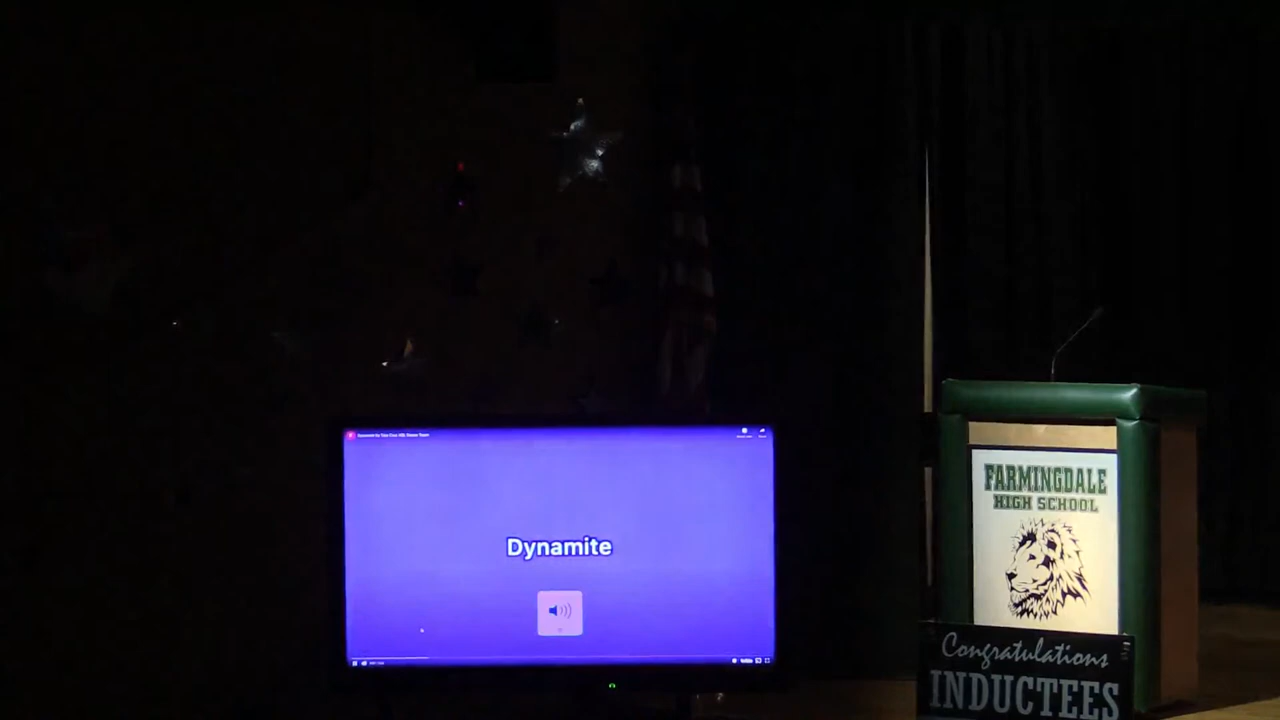 Dynamite
FARMINGDALE
HIGH SCHOOL
Congratulations
INDUCTEES